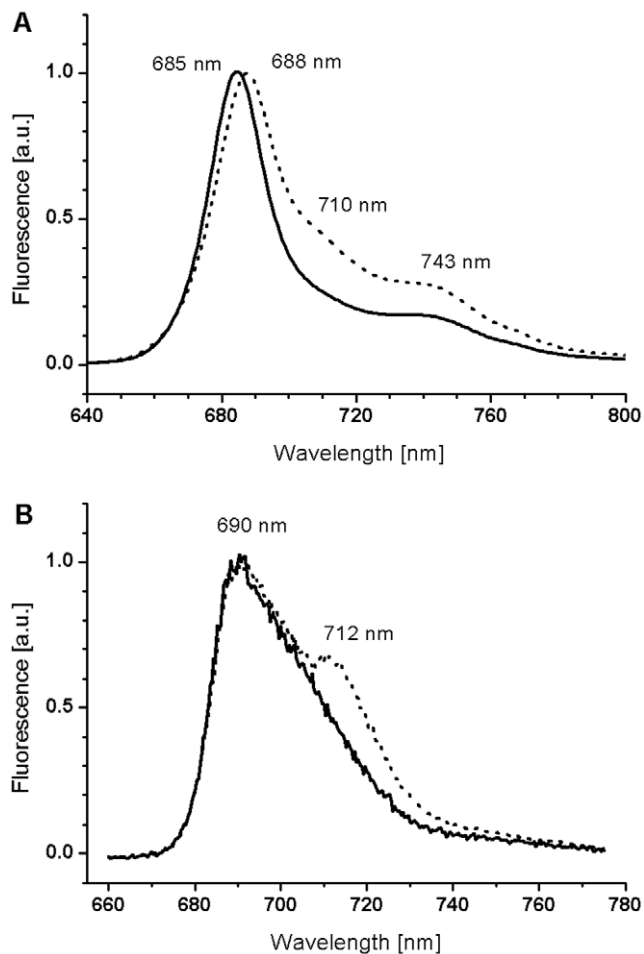 A
685 nm 688 nm
1.0
710 nm
0.5
743 nm
0.0
Fluorescence [a.u.]
640 680 720 760 800
Wavelength [nm]
B
690 nm
1.0
712 nm
0.5
0.0
Fluorescence [a.u.]
660 680 700 720 740 760 780
Wavelength [nm]